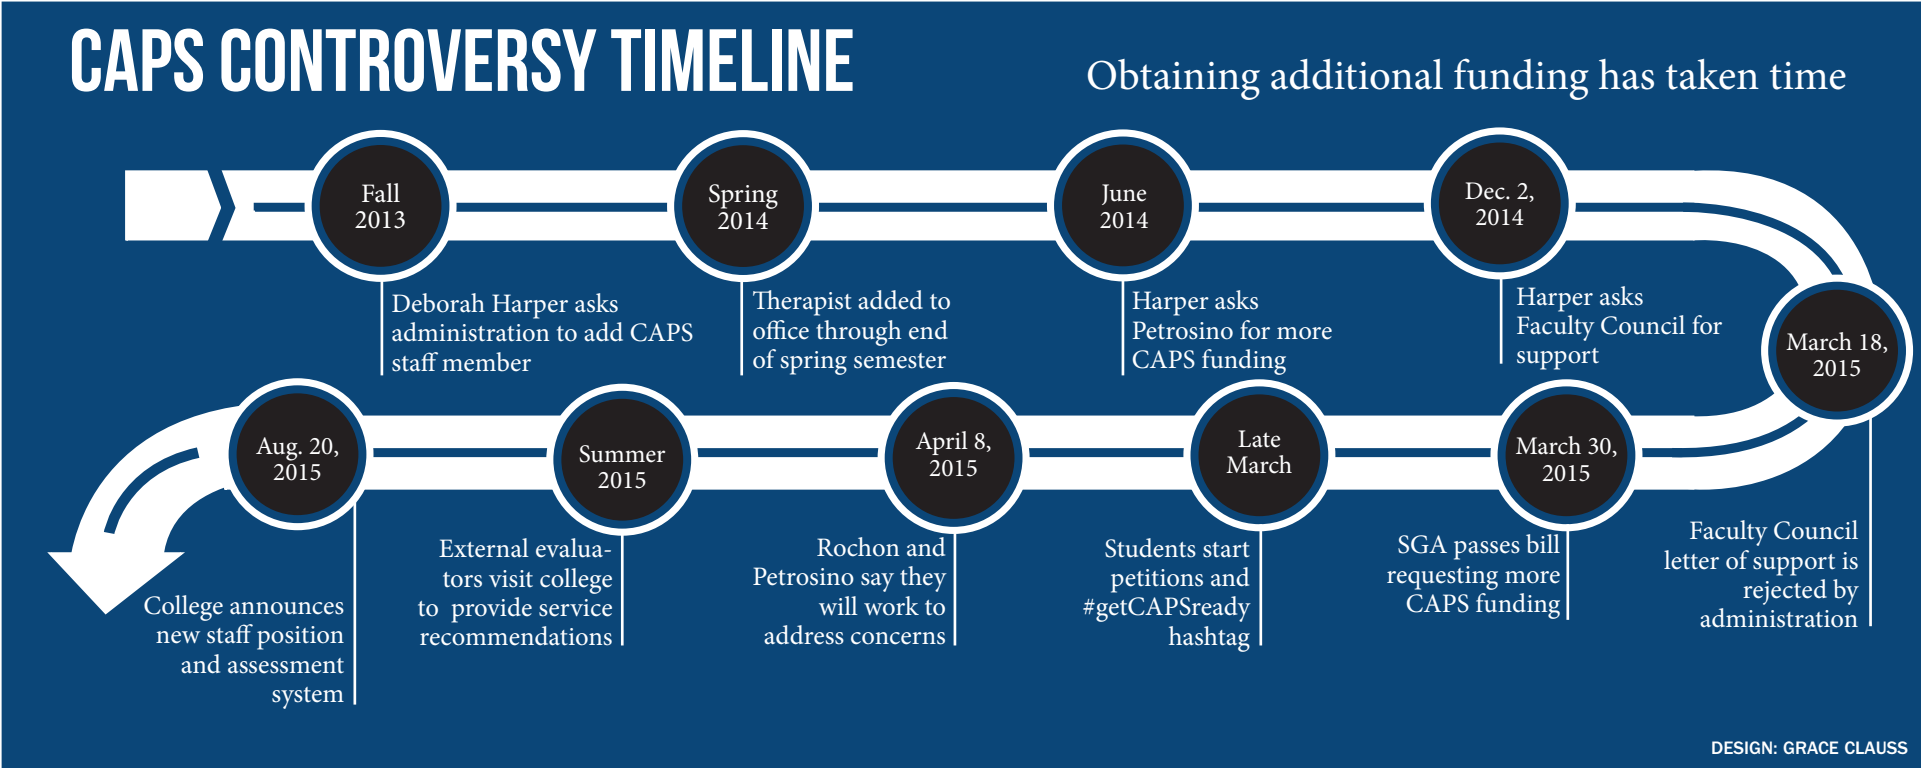 CAPS CONTROVERSY TIMELINE
Obtaining additional funding has taken time
Fall
2013
Deborah Harper asks
administration to add CAPS
staff member
Spring
2014
Therapist added to
office through end
of spring semester
June
2014
Harper asks
Petrosino for more
CAPS funding
Dec. 2,
2014
Harper asks
Faculty Council for
support
March 18,
2015
Faculty Council
letter of support is
rejected by
administration
March 30,
2015
SGA passes bill
requesting more
CAPS funding
Late
March
Students start
petitions and
#getCAPSready
hashtag
April 8,
2015
Rochon and
Petrosino say they
will work to
address concerns
Summer
2015
External evalua-
tors visit college
to provide service
recommendations
Aug. 20,
2015
College announces
new staff position
and assessment
system
DESIGN: GRACE CLAUSS